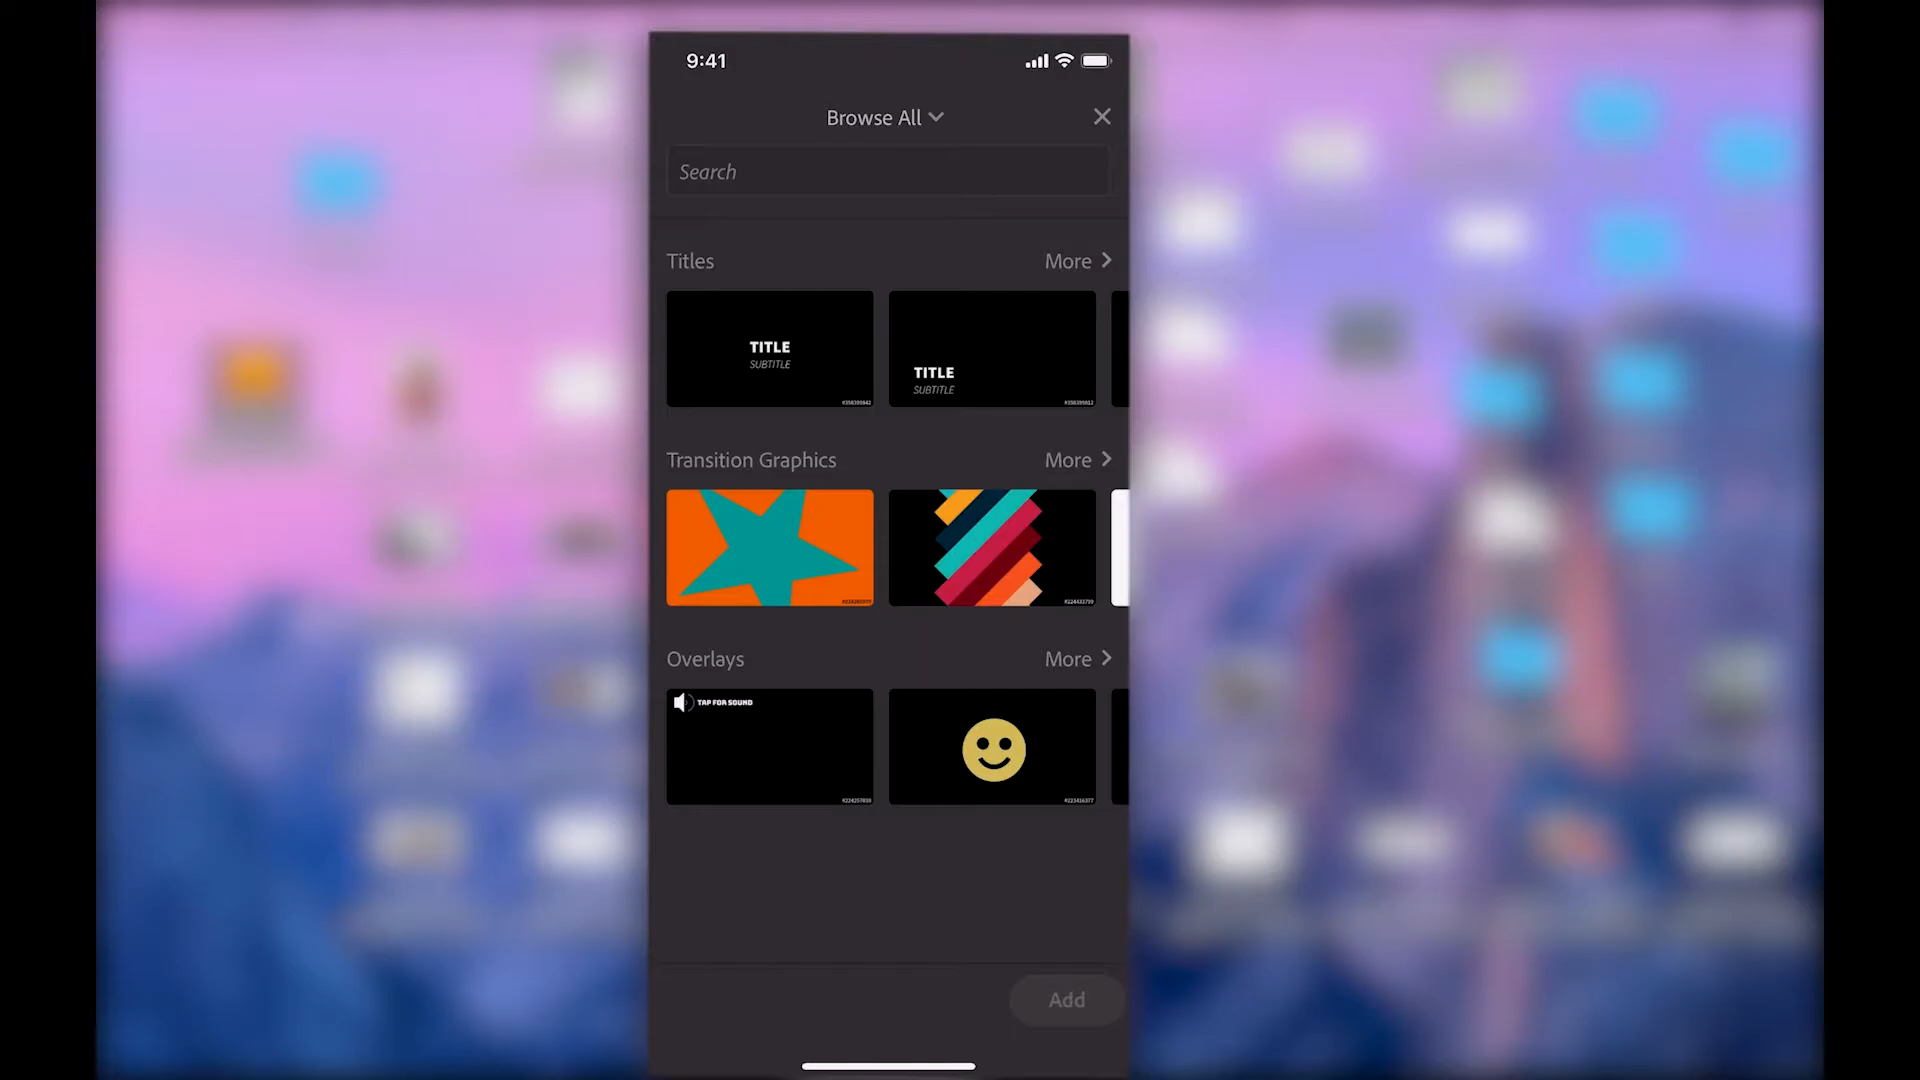 9:41
Browse All
Search
Titles
More
TITLE
SUBTITLE
TITLE
SUBTITLE
Transition Graphics
More
Overlays
More
TAP FOR SOUND
Add